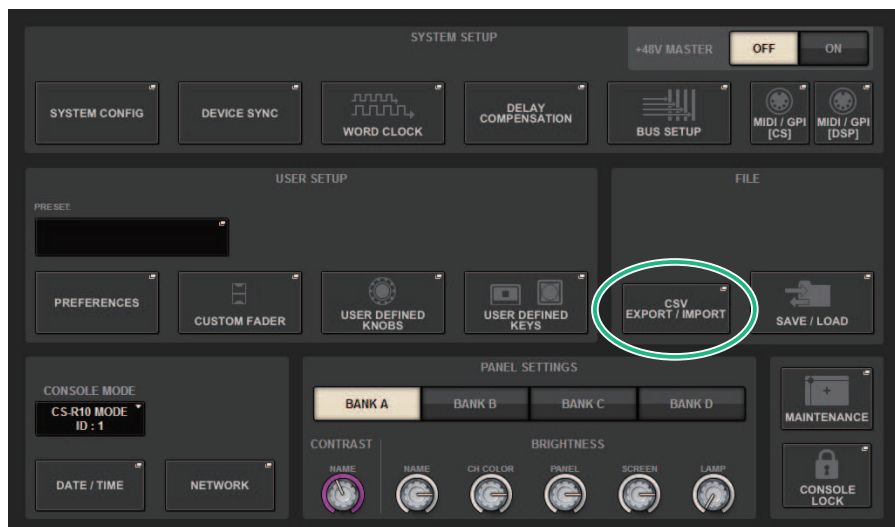 SYSTEM SETUP
+48V MASTER
OFF
ON
SYSTEM CONFIG
DEVICE SYNC
WORD CLOCK
DELAY
COMPENSATION
BUS SETUP
MIDI / GPI
[CS]
MIDI / GPI
[DSP]
USER SETUP
FILE
PRESET
PREFERENCES
CUSTOM FADER
USER DEFINED
KNOBS
USER DEFINED
KEYS
CSV
EXPORT / IMPORT
SAVE / LOAD
CONSOLE MODE
CS-R10 MODE
ID : 1
DATE / TIME
NETWORK
PANEL SETTINGS
BANK A
BANK B
BANK C
BANK D
CONTRAST
BRIGHTNESS
NAME
NAME
CH COLOR
PANEL
SCREEN
LAMP
MAINTENANCE
CONSOLE
LOCK